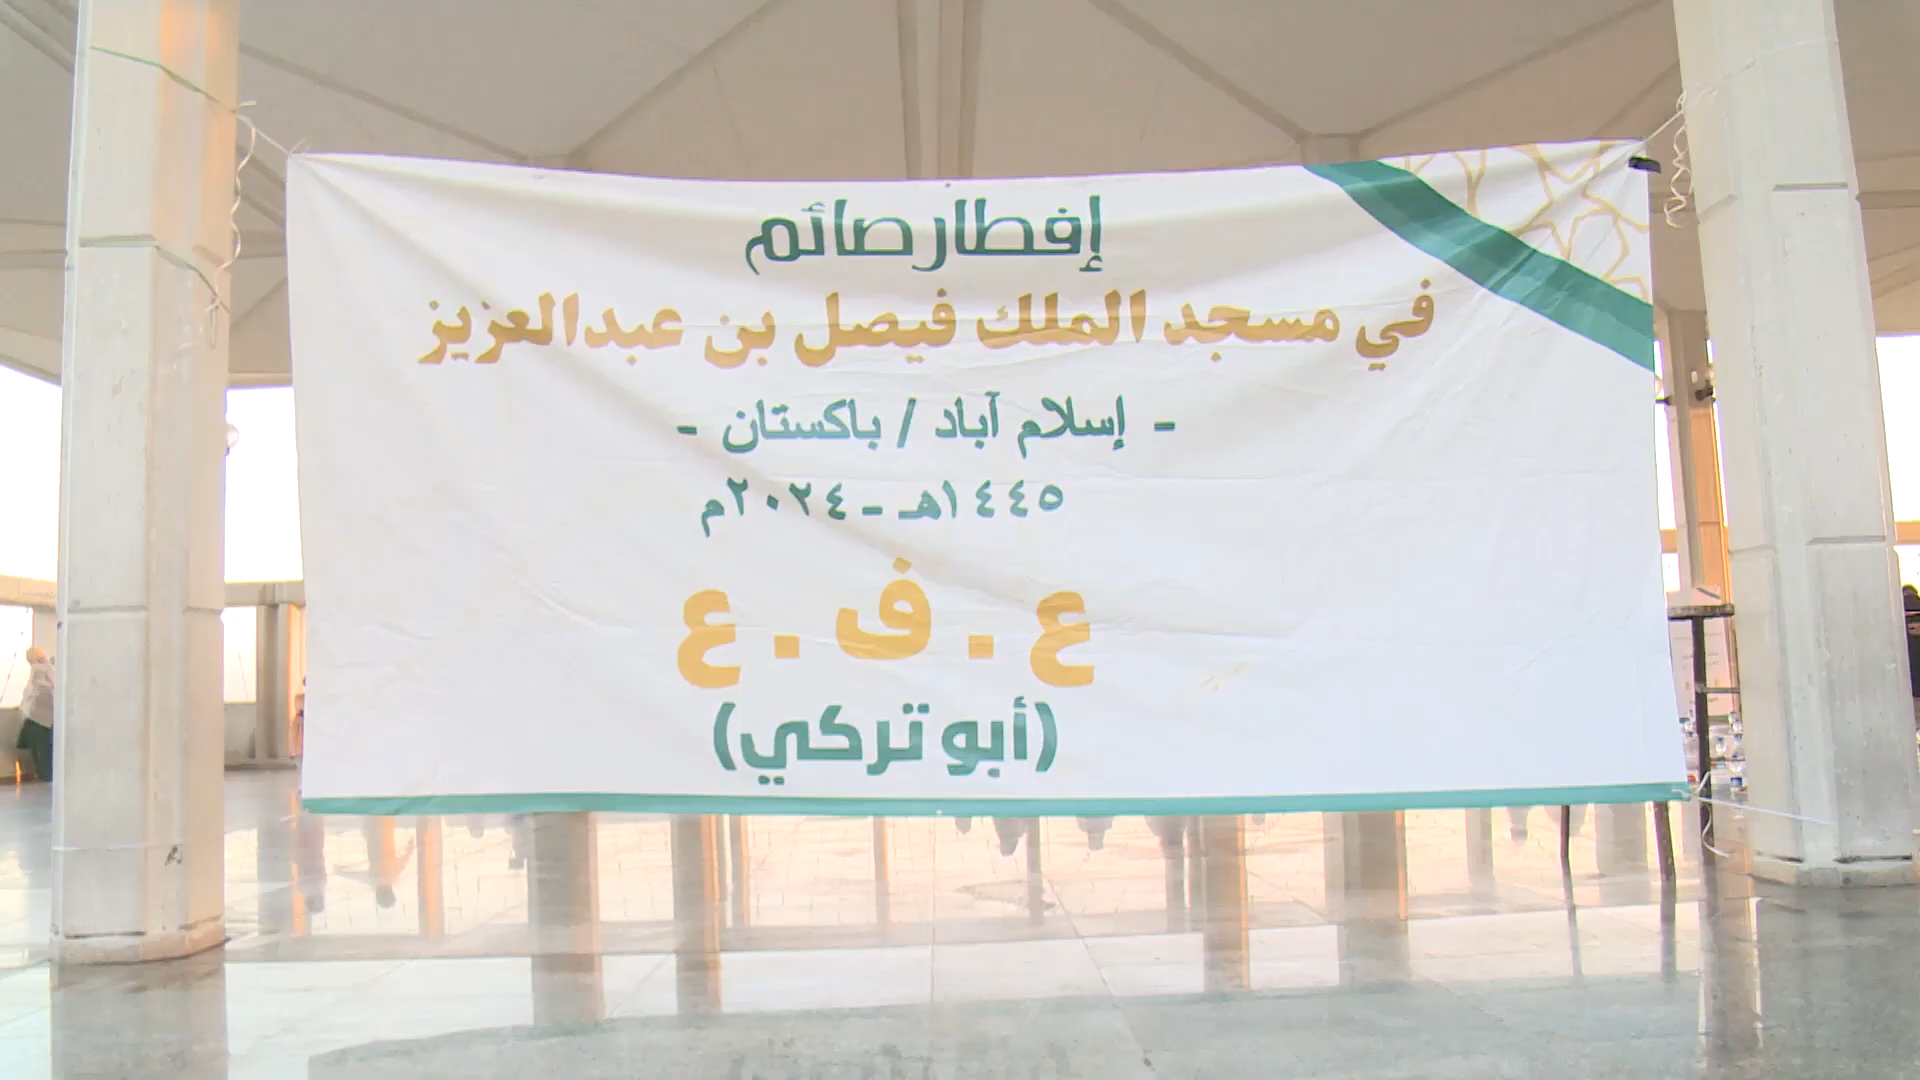 إفطار صائم
في مسجد الملك فيصل بن عبدالعزيز
- إسلام آباد / باكستان -
١٤٤٥هـ - ٢٠٢٤م
ع . ف . ع
(أبو تركي)